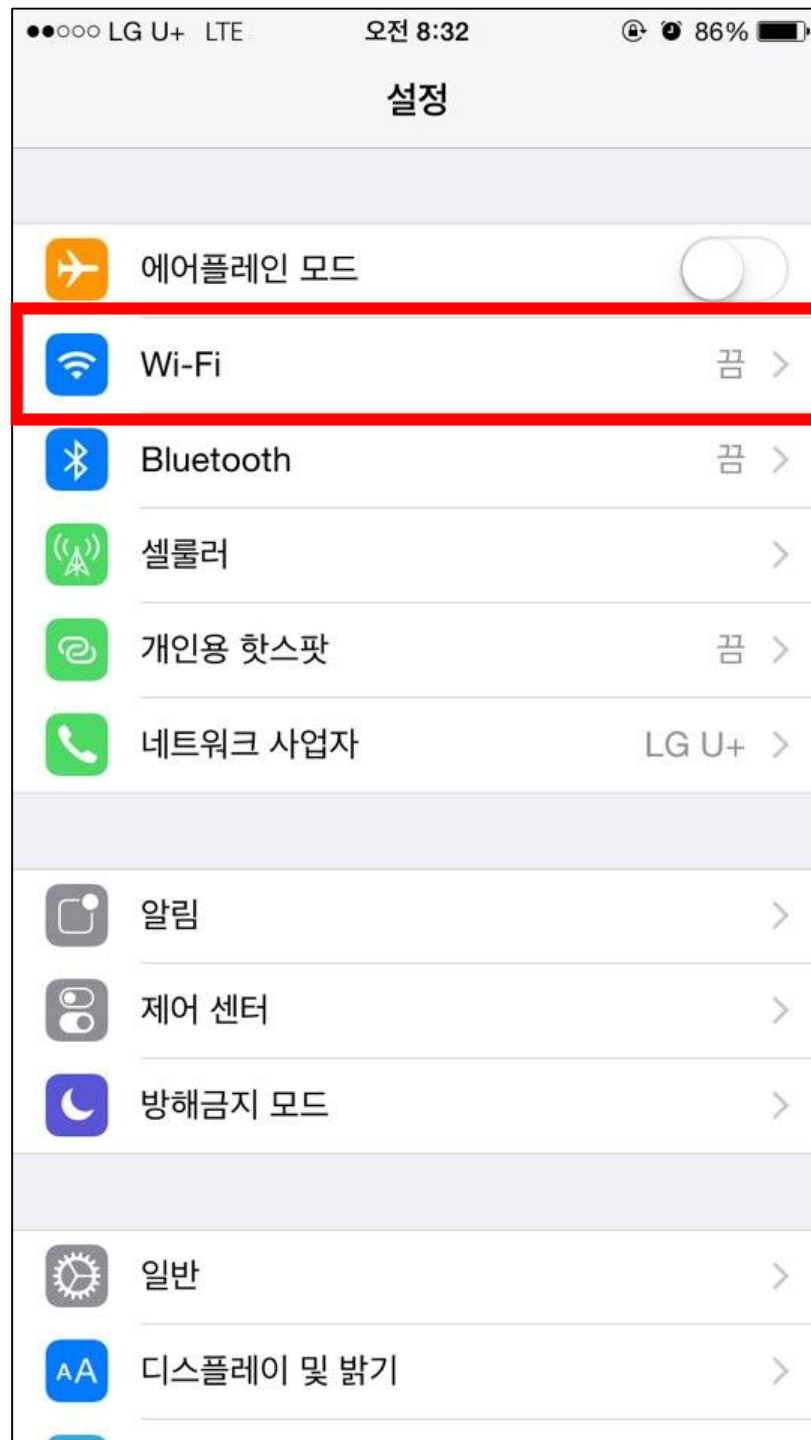 LG U+ LTE 오전 8:32 86%
설정
에어플레인 모드
Wi-Fi 끔
Bluetooth 끔
셀룰러
개인용 핫스팟 끔
네트워크 사업자 LG U+
알림
제어 센터
방해금지 모드
일반
AA 디스플레이 및 밝기